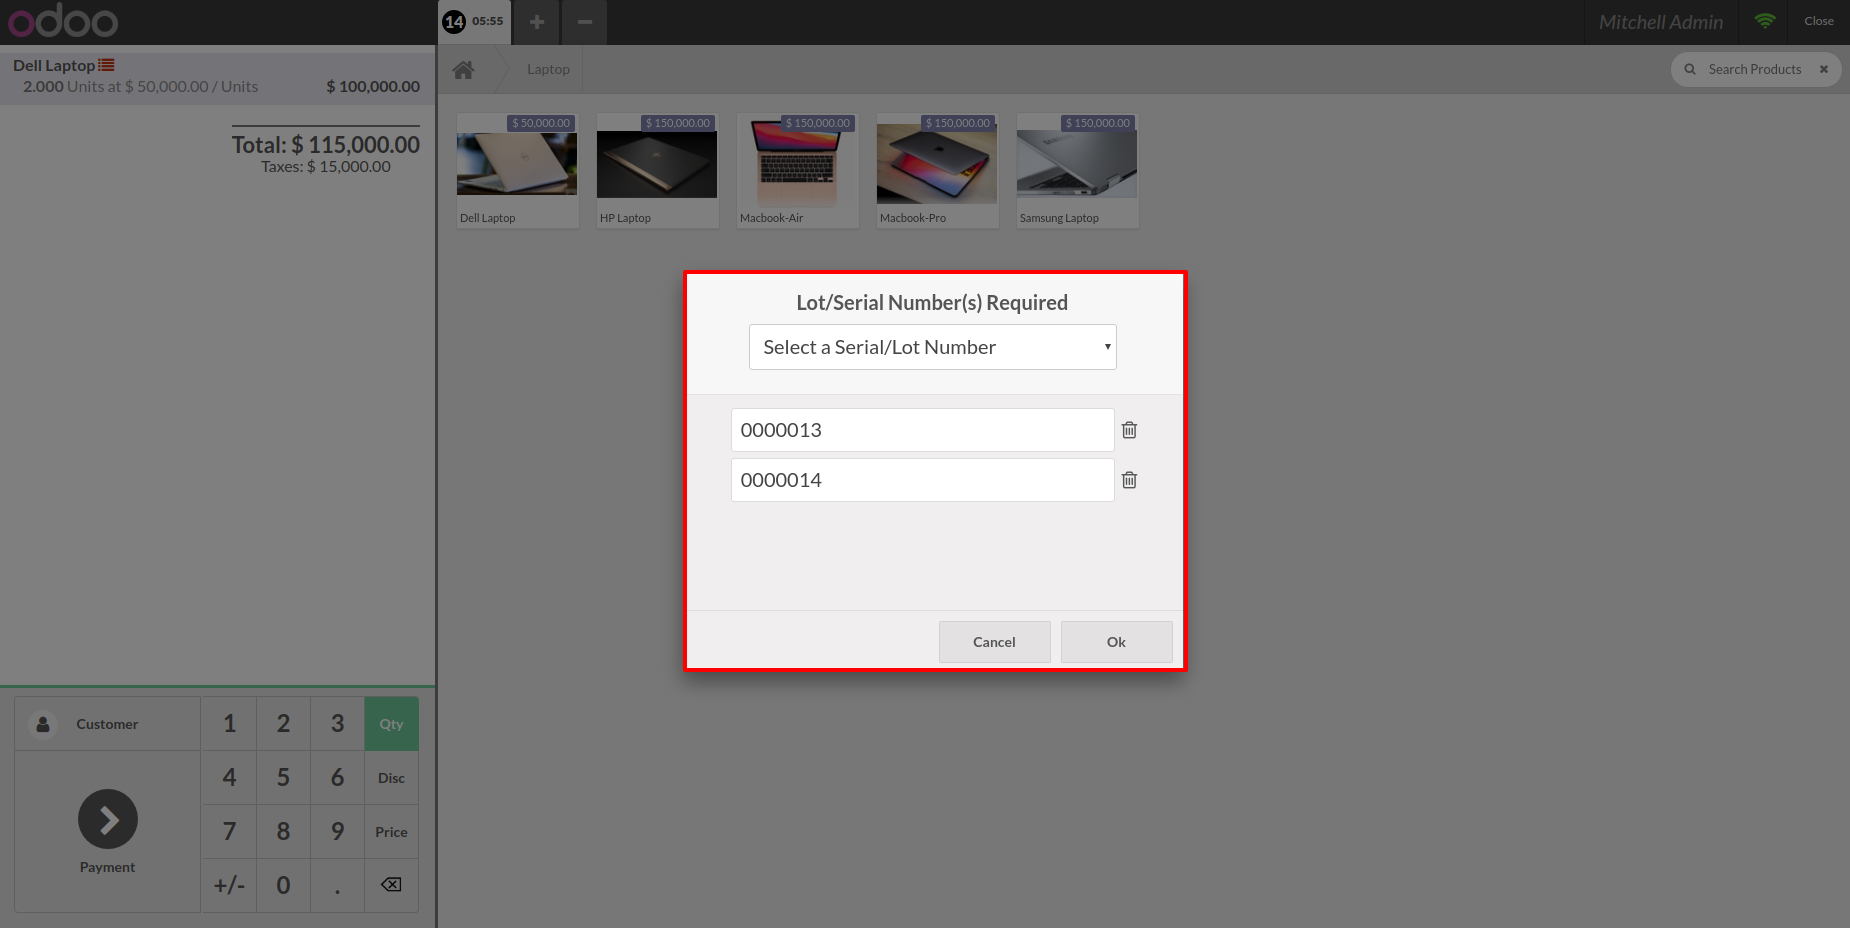 odoo
14 05:55
Mitchell Admin
Close
Dell Laptop
2.000 Units at $ 50,000.00 / Units $ 100,000.00
Total: $ 115,000.00
Taxes: $ 15,000.00
Laptop
Search Products
$ 50,000.00
Dell Laptop
$ 150,000.00
HP Laptop
$ 150,000.00
Macbook-Air
$ 150,000.00
Macbook-Pro
$ 150,000.00
Samsung Laptop
Lot/Serial Number(s) Required
Select a Serial/Lot Number
0000013
0000014
Cancel
Ok
Customer
Payment
1 2 3 Qty
4 5 6 Disc
7 8 9 Price
+/- 0 .